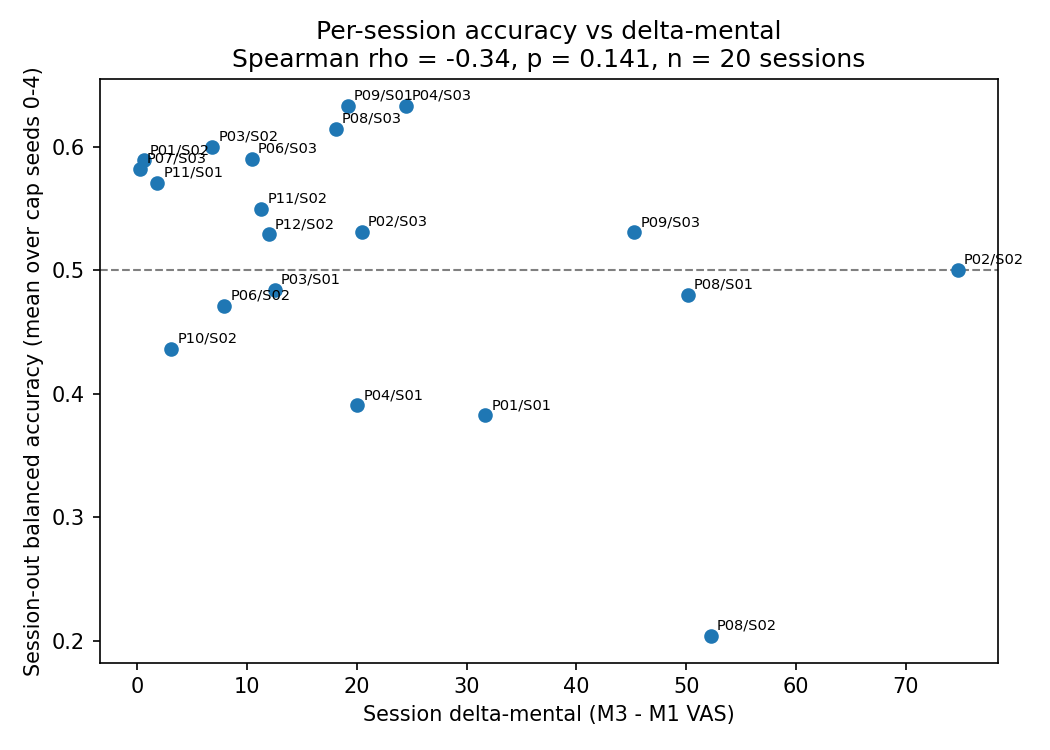 Per-session accuracy vs delta-mental
Spearman rho = -0.34, p = 0.141, n = 20 sessions
Session-out balanced accuracy (mean over cap seeds 0-4)
0.6
0.5
0.4
0.3
0.2
P09/S01
P04/S03
P08/S03
P03/S02
P01/S02
P06/S03
P07/S03
P11/S01
P11/S02
P12/S02
P02/S03
P09/S03
P02/S02
P03/S01
P08/S01
P06/S02
P10/S02
P04/S01
P01/S01
P08/S02
0
10
20
30
40
50
60
70
Session delta-mental (M3 - M1 VAS)